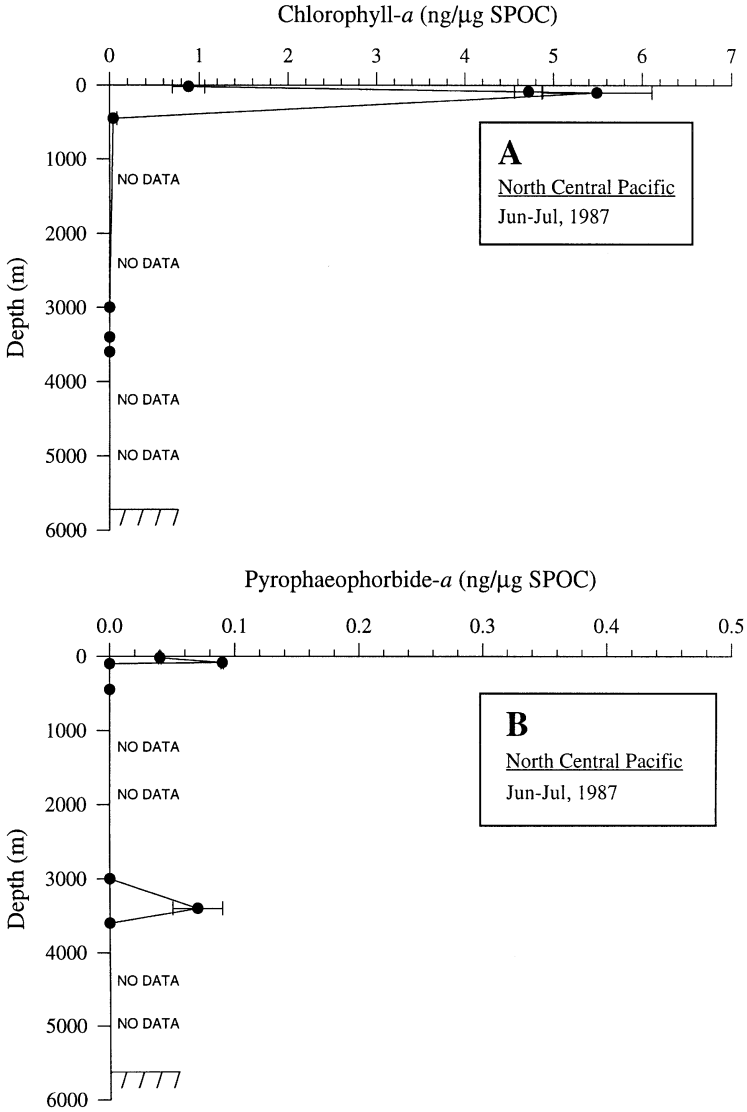 Chlorophyll-a (ng/μg SPOC)
0 1 2 3 4 5 6 7
0
1000
2000
3000
4000
5000
6000
Depth (m)
NO DATA
NO DATA
NO DATA
NO DATA
A
North Central Pacific
Jun-Jul, 1987
Pyrophaeophorbide-a (ng/μg SPOC)
0.0 0.1 0.2 0.3 0.4 0.5
0
1000
2000
3000
4000
5000
6000
Depth (m)
NO DATA
NO DATA
NO DATA
NO DATA
B
North Central Pacific
Jun-Jul, 1987